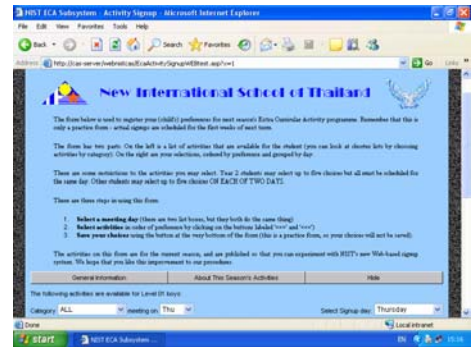 NIST ECA Subsystem - Activity Signup - Microsoft Internet Explorer
File Edit View Favorites Tools Help
Back Search Favorites
Address http://cas-server/webnistcas/EcaActivitySignupWEBtest.asp?v=1 Go Links
New International School of Thailand
The form below is used to register your (child's) preferences for next season's Extra Curricular Activity programme. Remember that this is
only a practice form - actual signups are scheduled for the first weeks of next term.
The form has two parts. On the left is a list of activities that are available for the student (you can look at shorter lists by choosing
activities by category). On the right are your selections, ordered by preference and grouped by day.
There are some restrictions to the activities you may select. Year 2 students may select up to five choices but all must be scheduled for
the same day. Other students may select up to five choices ON EACH OF TWO DAYS.
There are three steps in using this form:
1. Select a meeting day (there are two list boxes, but they both do the same thing)
2. Select activities in order of preference by clicking on the buttons labeled '>>>' and '<<<')
3. Save your choices using the button at the very bottom of the form (this is a practice form, so your choices will not be saved).
The activities on this form are for the current season, and are published so that you can experiment with NIST's new Web-based signup
system. We hope that you like this improvement to our procedures.
General Information About This Season's Activities Hide
The following activities are available for Level 01 boys:
Category ALL meeting on Thu Select Signup day: Thursday
Done Local intranet
start NIST ECA Subsystem ... EN 15:16